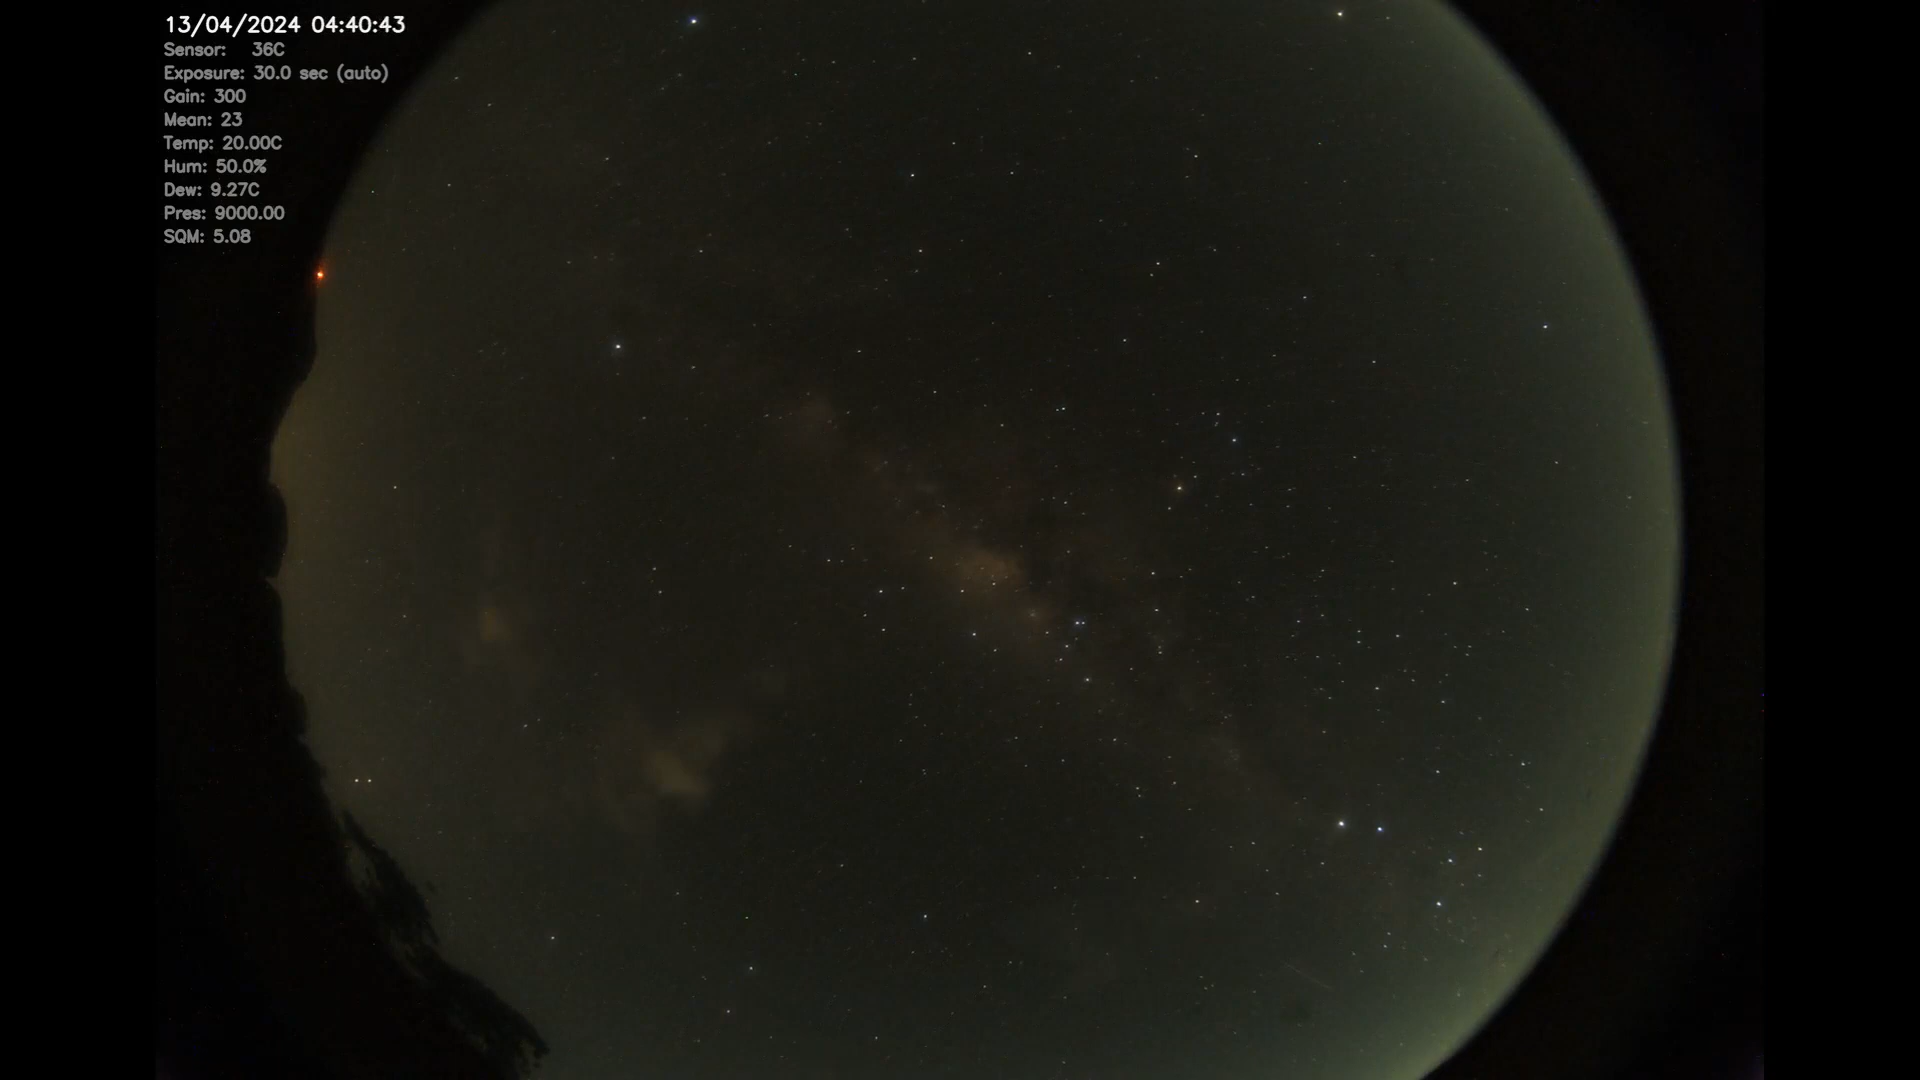 13/04/2024 04:40:43
Sensor: 36C
Exposure: 30.0 sec (auto)
Gain: 300
Mean: 23
Temp: 20.00C
Hum: 50.0%
Dew: 9.27C
Pres: 9000.00
SQM: 5.08